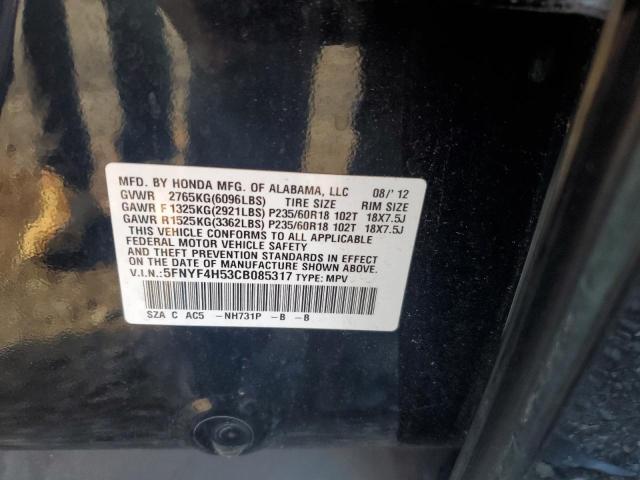 MFD. BY HONDA MFG. OF ALABAMA, LLC 08/'12
GVWR 2765KG(6096LBS) TIRE SIZE RIM SIZE
GAWR F 1325KG(2921LBS) P235/60R18 102T 18X7.5J
GAWR R1525KG(3362LBS) P235/60R18 102T 18X7.5J
THIS VEHICLE CONFORMS TO ALL APPLICABLE
FEDERAL MOTOR VEHICLE SAFETY
AND THEFT PREVENTION STANDARDS IN EFFECT
ON THE DATE OF MANUFACTURE SHOWN ABOVE.
V.I.N.:5FNYF4H53CB085317 TYPE: MPV
SZA C AC5 -NH731P -B -B